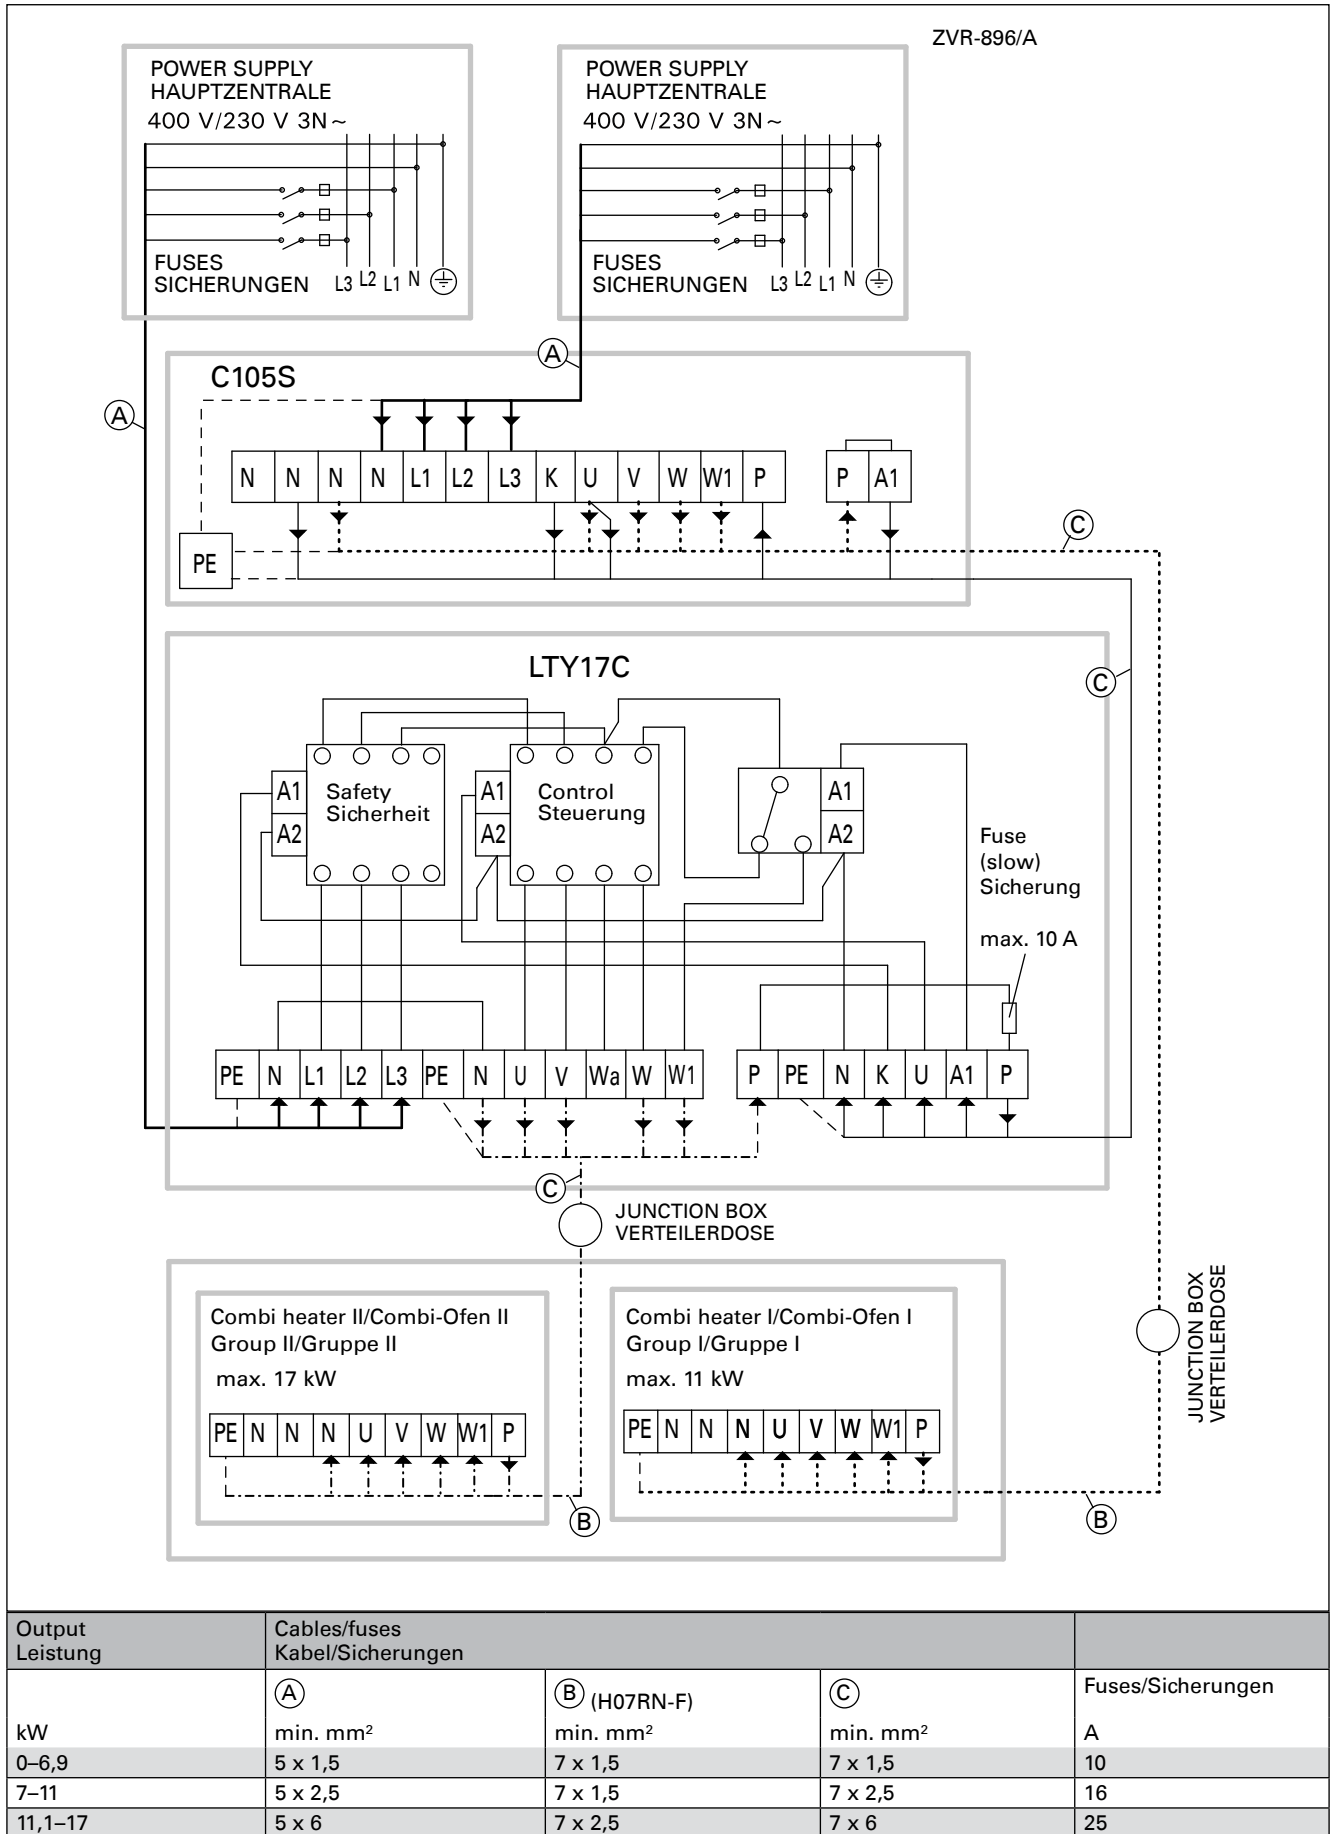 ZVR-896/A
POWER SUPPLY
HAUPTZENTRALE
400 V/230 V 3N~
FUSES
SICHERUNGEN
L3 L2 L1 N
POWER SUPPLY
HAUPTZENTRALE
400 V/230 V 3N~
FUSES
SICHERUNGEN
L3 L2 L1 N
A
A
C105S
N N N N L1 L2 L3 K U V W W1 P
P A1
PE
C
LTY17C
C
A1
A2
Safety
Sicherheit
A1
A2
Control
Steuerung
A1
A2
Fuse
(slow)
Sicherung
max. 10 A
PE N L1 L2 L3 PE N U V Wa W W1
P PE N K U A1 P
C
JUNCTION BOX
VERTEILERDOSE
JUNCTION BOX
VERTEILERDOSE
Combi heater II/Combi-Ofen II
Group II/Gruppe II
max. 17 kW
PE N N N U V W W1 P
B
Combi heater I/Combi-Ofen I
Group I/Gruppe I
max. 11 kW
PE N N N U V W W1 P
B
Output
Leistung
Cables/fuses
Kabel/Sicherungen
A B (H07RN-F) C Fuses/Sicherungen
kW min. mm² min. mm² min. mm² A
0–6,9 5 x 1,5 7 x 1,5 7 x 1,5 10
7–11 5 x 2,5 7 x 1,5 7 x 2,5 16
11,1–17 5 x 6 7 x 2,5 7 x 6 25